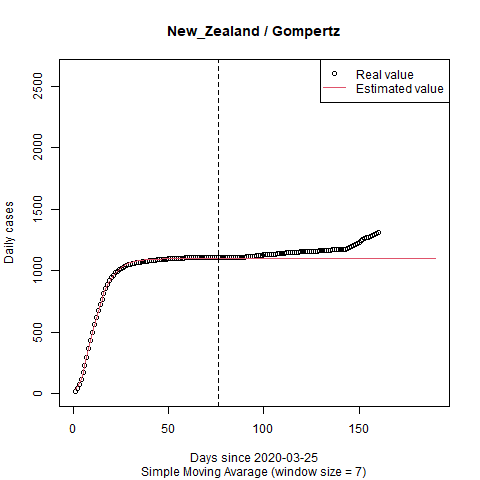 New_Zealand / Gompertz
Real value
Estimated value
Daily cases
2500
2000
1500
1000
500
0
0 50 100 150
Days since 2020-03-25
Simple Moving Avarage (window size = 7)